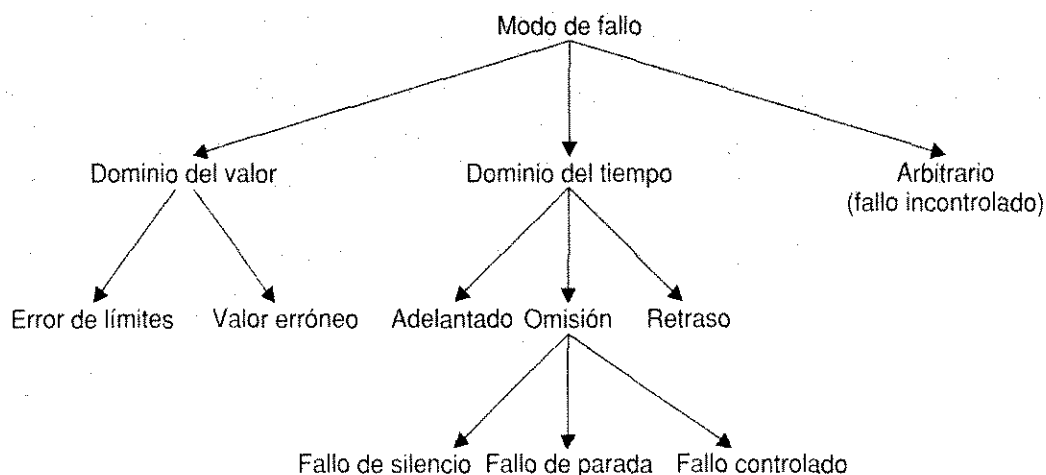 Modo de fallo
Dominio del valor
Dominio del tiempo
Arbitrario
(fallo incontrolado)
Error de límites
Valor erróneo
Adelantado
Omisión
Retraso
Fallo de silencio
Fallo de parada
Fallo controlado